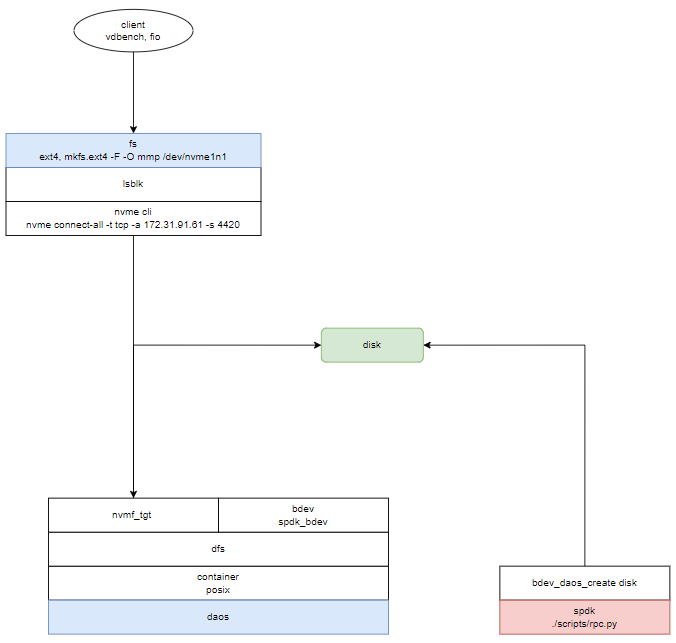 client
vdbench, fio
fs
ext4, mkfs.ext4 -F -O mmp /dev/nvme1n1
lsblk
nvme cli
nvme connect-all -t tcp -a 172.31.91.61 -s 4420
disk
nvmf_tgt
bdev
spdk_bdev
dfs
container
posix
daos
bdev_daos_create disk
spdk
./scripts/rpc.py